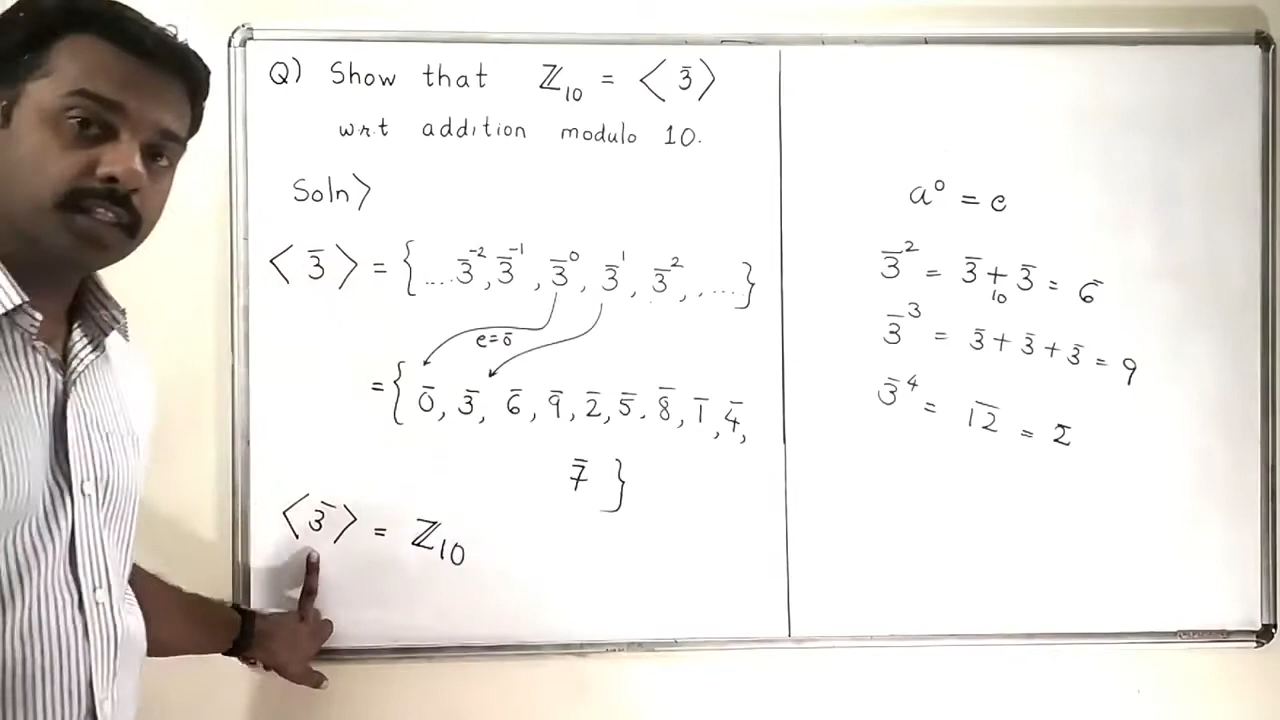 Q) Show that ℤ₁₀ = ⟨3̄⟩
w.r.t addition modulo 10.
Soln⟩
⟨3̄⟩ = {....3̄⁻², 3̄⁻¹, 3̄⁰, 3̄¹, 3̄², ....}
e=0̄
= {0̄, 3̄, 6̄, 9̄, 2̄, 5̄. 8̄, 1̄, 4̄,
7̄ }
⟨3̄⟩ = ℤ₁₀
a⁰ = e
3̄² = 3̄ +₁₀ 3̄ = 6̄
3̄³ = 3̄ + 3̄ + 3̄ = 9
3̄⁴ = 1̄2̄ = 2̄